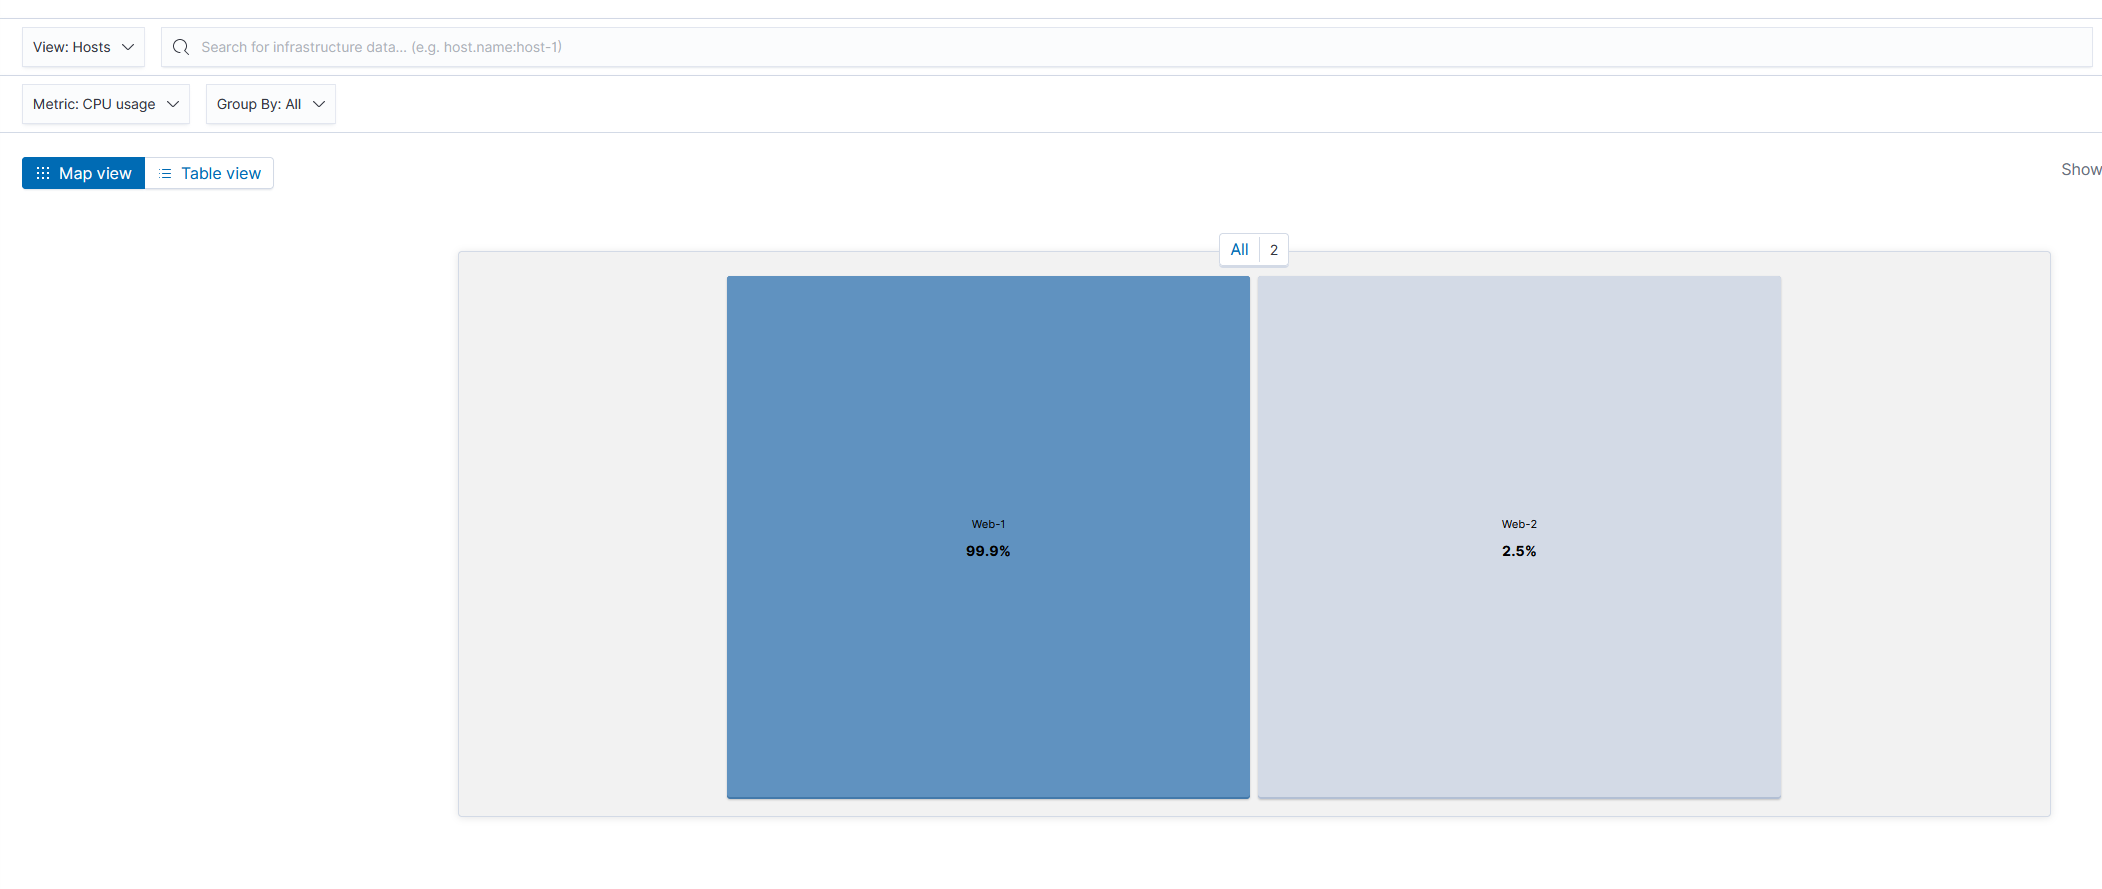 View: Hosts
Search for infrastructure data... (e.g. host.name:host-1)
Metric: CPU usage
Group By: All
Map view
Table view
Show
All 2
Web-1
99.9%
Web-2
2.5%